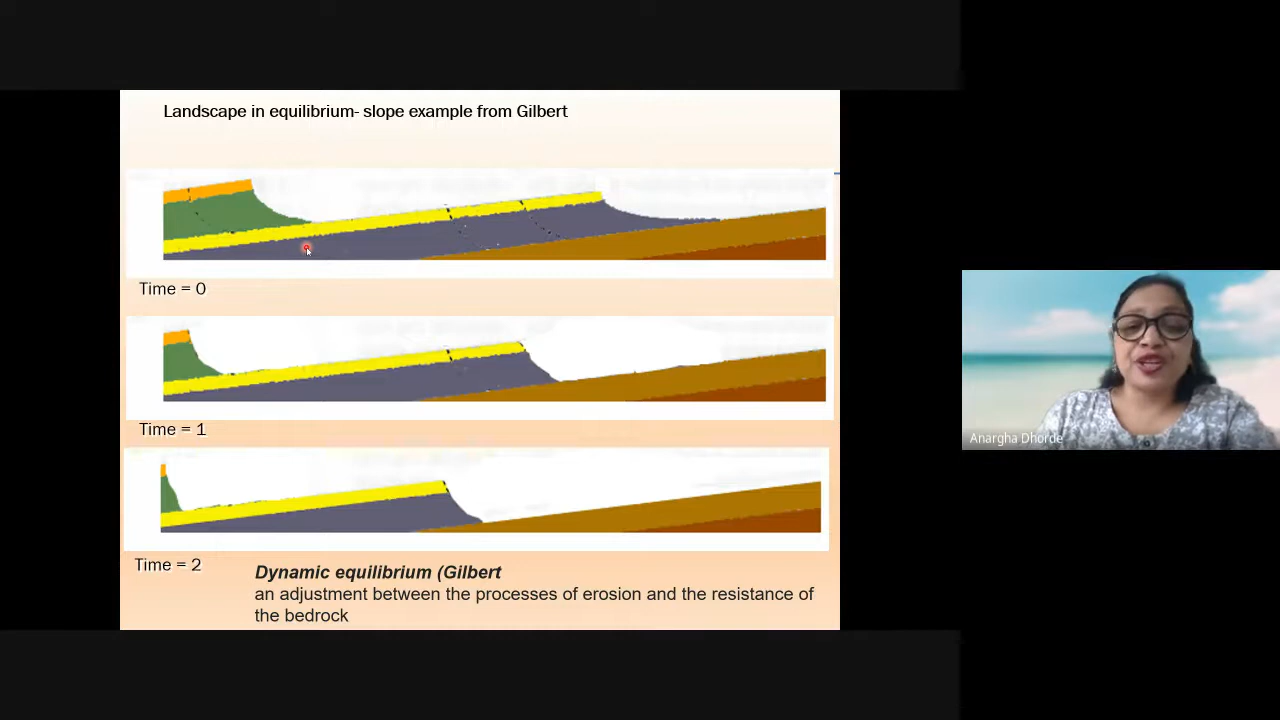 Landscape in equilibrium- slope example from Gilbert
Time = 0
Time = 1
Time = 2
Dynamic equilibrium (Gilbert
an adjustment between the processes of erosion and the resistance of
the bedrock
Anargha Dhorde